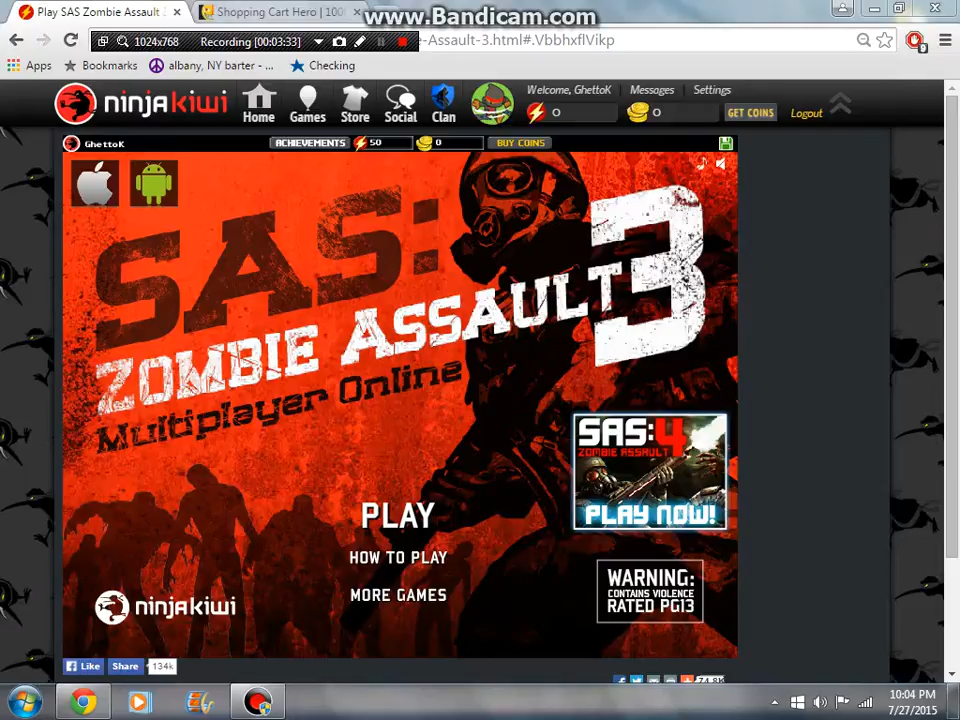 Play SAS Zombie Assault
Shopping Cart Hero | 100
www.Bandicam.com
1024x768
Recording [00:03:33]
e-Assault-3.html#.VbbhxflVikp
Apps
Bookmarks
albany, NY barter - ...
Checking
ninjakiwi
Home
Games
Store
Social
Clan
Welcome, GhettoK
Messages
Settings
0
0
GET COINS
Logout
GhettoK
ACHIEVEMENTS
50
0
BUY COINS
SAS:
ZOMBIE ASSAULT 3
Multiplayer Online
SAS:4
ZOMBIE ASSAULT
PLAY NOW!
PLAY
HOW TO PLAY
MORE GAMES
WARNING:
CONTAINS VIOLENCE
RATED PG13
ninjakiwi
Like
Share
134k
10:04 PM
7/27/2015